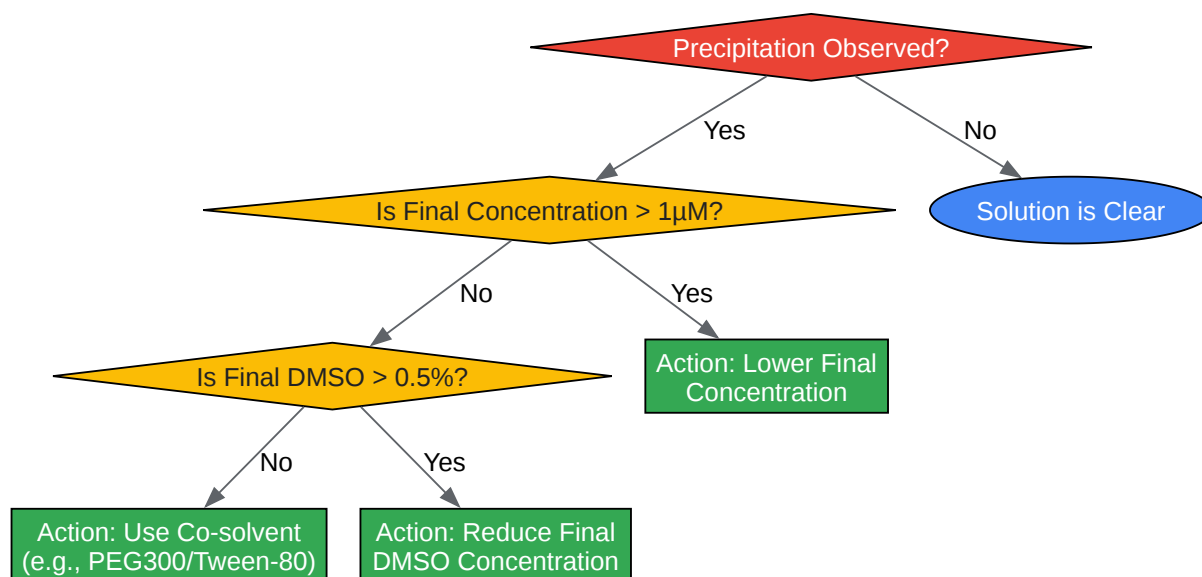 Precipitation Observed?
Yes
No
Is Final Concentration > 1µM?
Solution is Clear
No
Yes
Is Final DMSO > 0.5%?
Action: Lower Final
Concentration
No
Yes
Action: Use Co-solvent
(e.g., PEG300/Tween-80)
Action: Reduce Final
DMSO Concentration